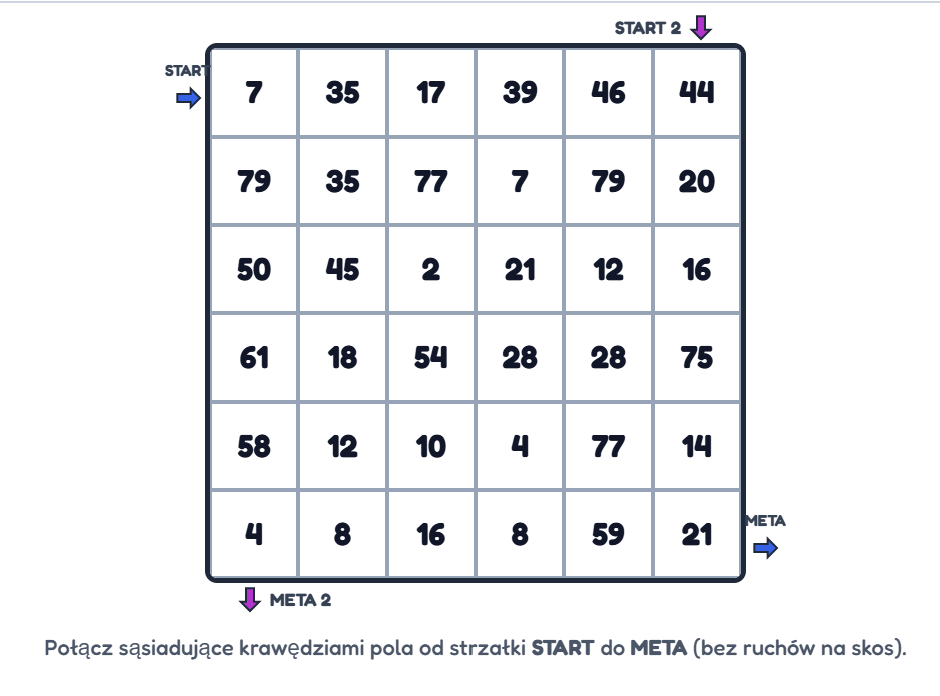 START 2
START
7 35 17 39 46 44
79 35 77 7 79 20
50 45 2 21 12 16
61 18 54 28 28 75
58 12 10 4 77 14
4 8 16 8 59 21
META
META 2
Połącz sąsiadujące krawędziami pola od strzałki START do META (bez ruchów na skos).